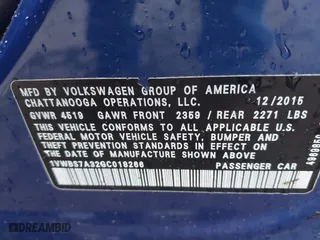 MFD BY VOLKSWAGEN GROUP OF AMERICA
CHATTANOOGA OPERATIONS, LLC. 12/2015
GVWR 4519 GAWR FRONT 2359 / REAR 2271 LBS
THIS VEHICLE CONFORMS TO ALL APPLICABLE U.S.
FEDERAL MOTOR VEHICLE SAFETY, BUMPER AND THEFT
PREVENTION STANDARDS IN EFFECT ON THE DATE OF
MANUFACTURE SHOWN ABOVE.
1VWBS7A32GC018266 PASSENGER CAR